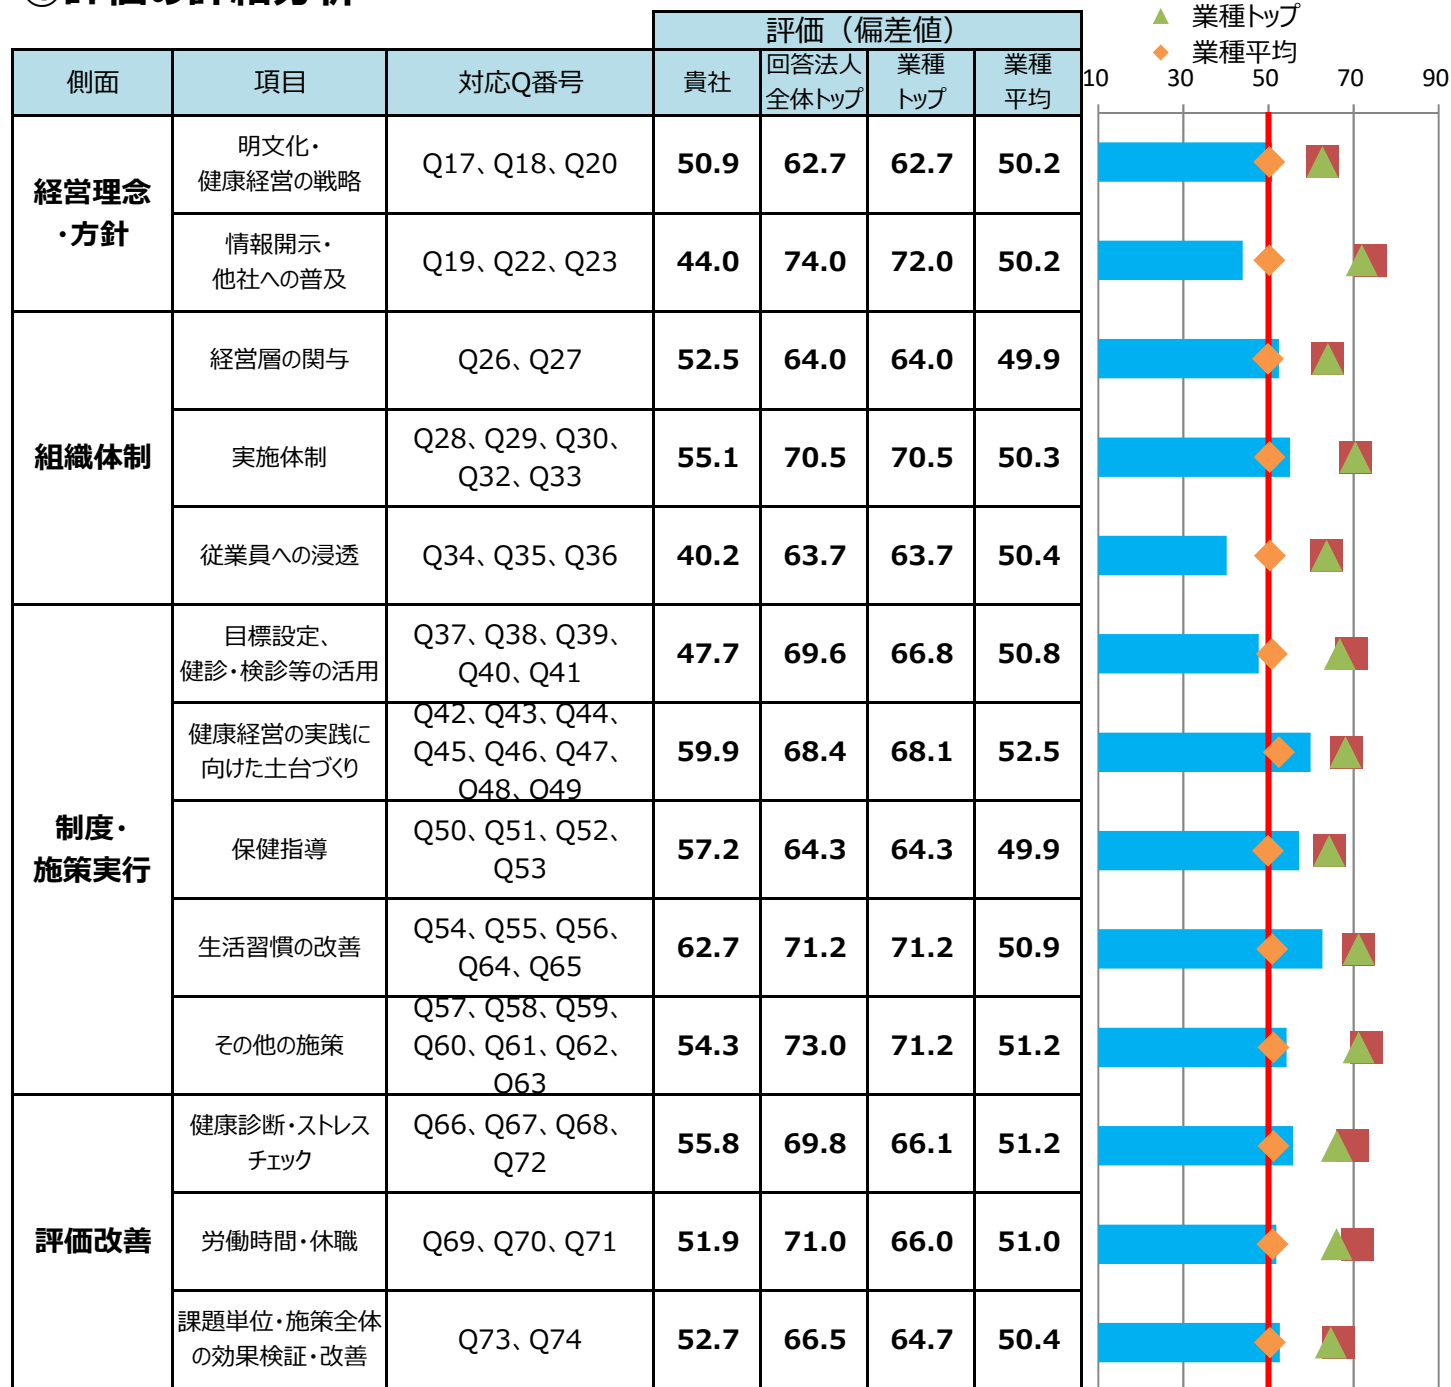 評価の詳細分析
▲ 業種トップ
◆ 業種平均
評価（偏差値）
側面 項目 対応Q番号 貴社 回答法人 業種 業種
全体トップ トップ 平均
10 30 50 70 90
経営理念
・方針
明文化・
健康経営の戦略
Q17、Q18、Q20 50.9 62.7 62.7 50.2
情報開示・
他社への普及
Q19、Q22、Q23 44.0 74.0 72.0 50.2
組織体制
経営層の関与 Q26、Q27 52.5 64.0 64.0 49.9
実施体制
Q28、Q29、Q30、
Q32、Q33
55.1 70.5 70.5 50.3
従業員への浸透 Q34、Q35、Q36 40.2 63.7 63.7 50.4
制度・
施策実行
目標設定、
健診・検診等の活用
Q37、Q38、Q39、
Q40、Q41
47.7 69.6 66.8 50.8
健康経営の実践に
向けた土台づくり
Q42、Q43、Q44、
Q45、Q46、Q47、
Q48、Q49
59.9 68.4 68.1 52.5
保健指導
Q50、Q51、Q52、
Q53
57.2 64.3 64.3 49.9
生活習慣の改善
Q54、Q55、Q56、
Q64、Q65
62.7 71.2 71.2 50.9
その他の施策
Q57、Q58、Q59、
Q60、Q61、Q62、
Q63
54.3 73.0 71.2 51.2
評価改善
健康診断・ストレス
チェック
Q66、Q67、Q68、
Q72
55.8 69.8 66.1 51.2
労働時間・休職 Q69、Q70、Q71 51.9 71.0 66.0 51.0
課題単位・施策全体
の効果検証・改善
Q73、Q74 52.7 66.5 64.7 50.4